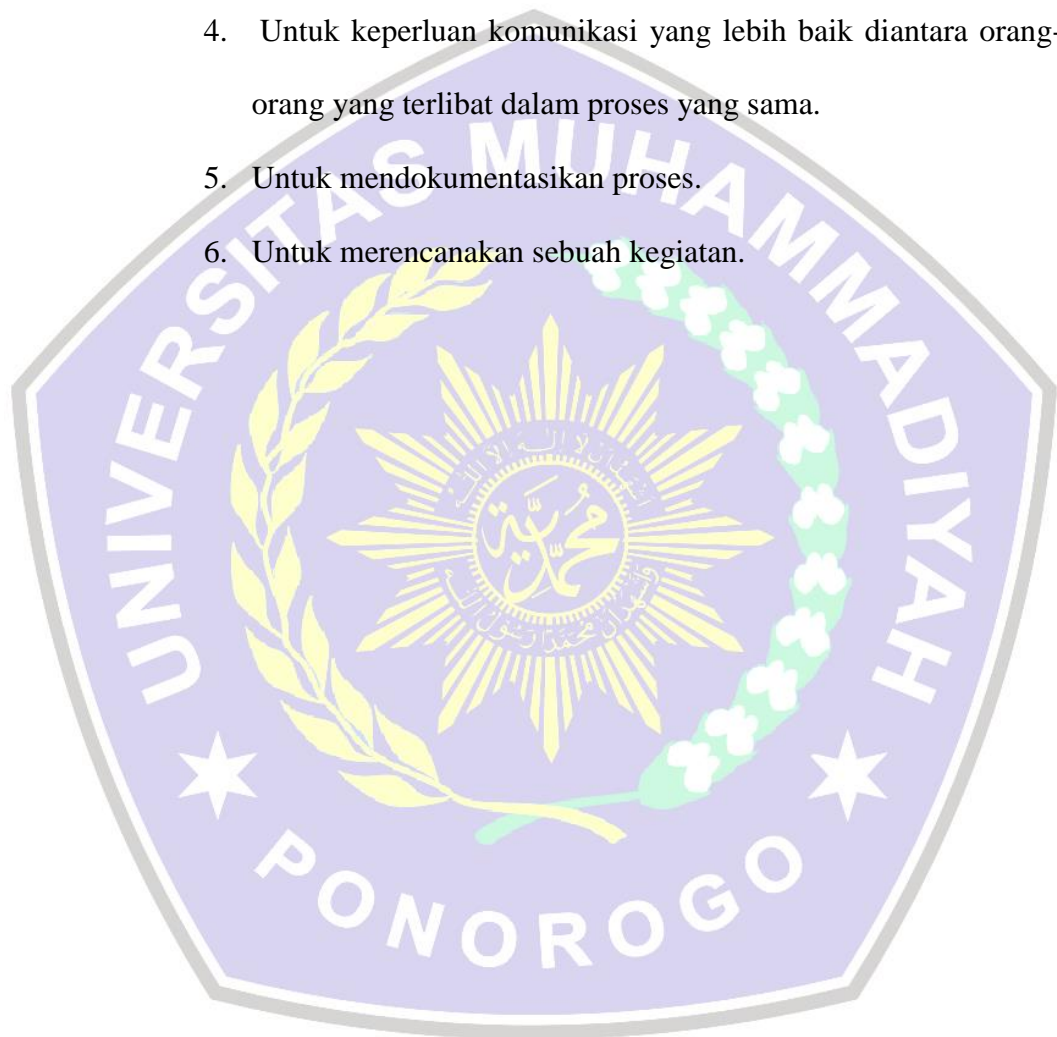 4. Untuk keperluan komunikasi yang lebih baik diantara orang-
orang yang terlibat dalam proses yang sama.
5. Untuk mendokumentasikan proses.
6. Untuk merencanakan sebuah kegiatan.
UNIVERSITAS MUHAMMADIYAH
محمدية
PONOROGO